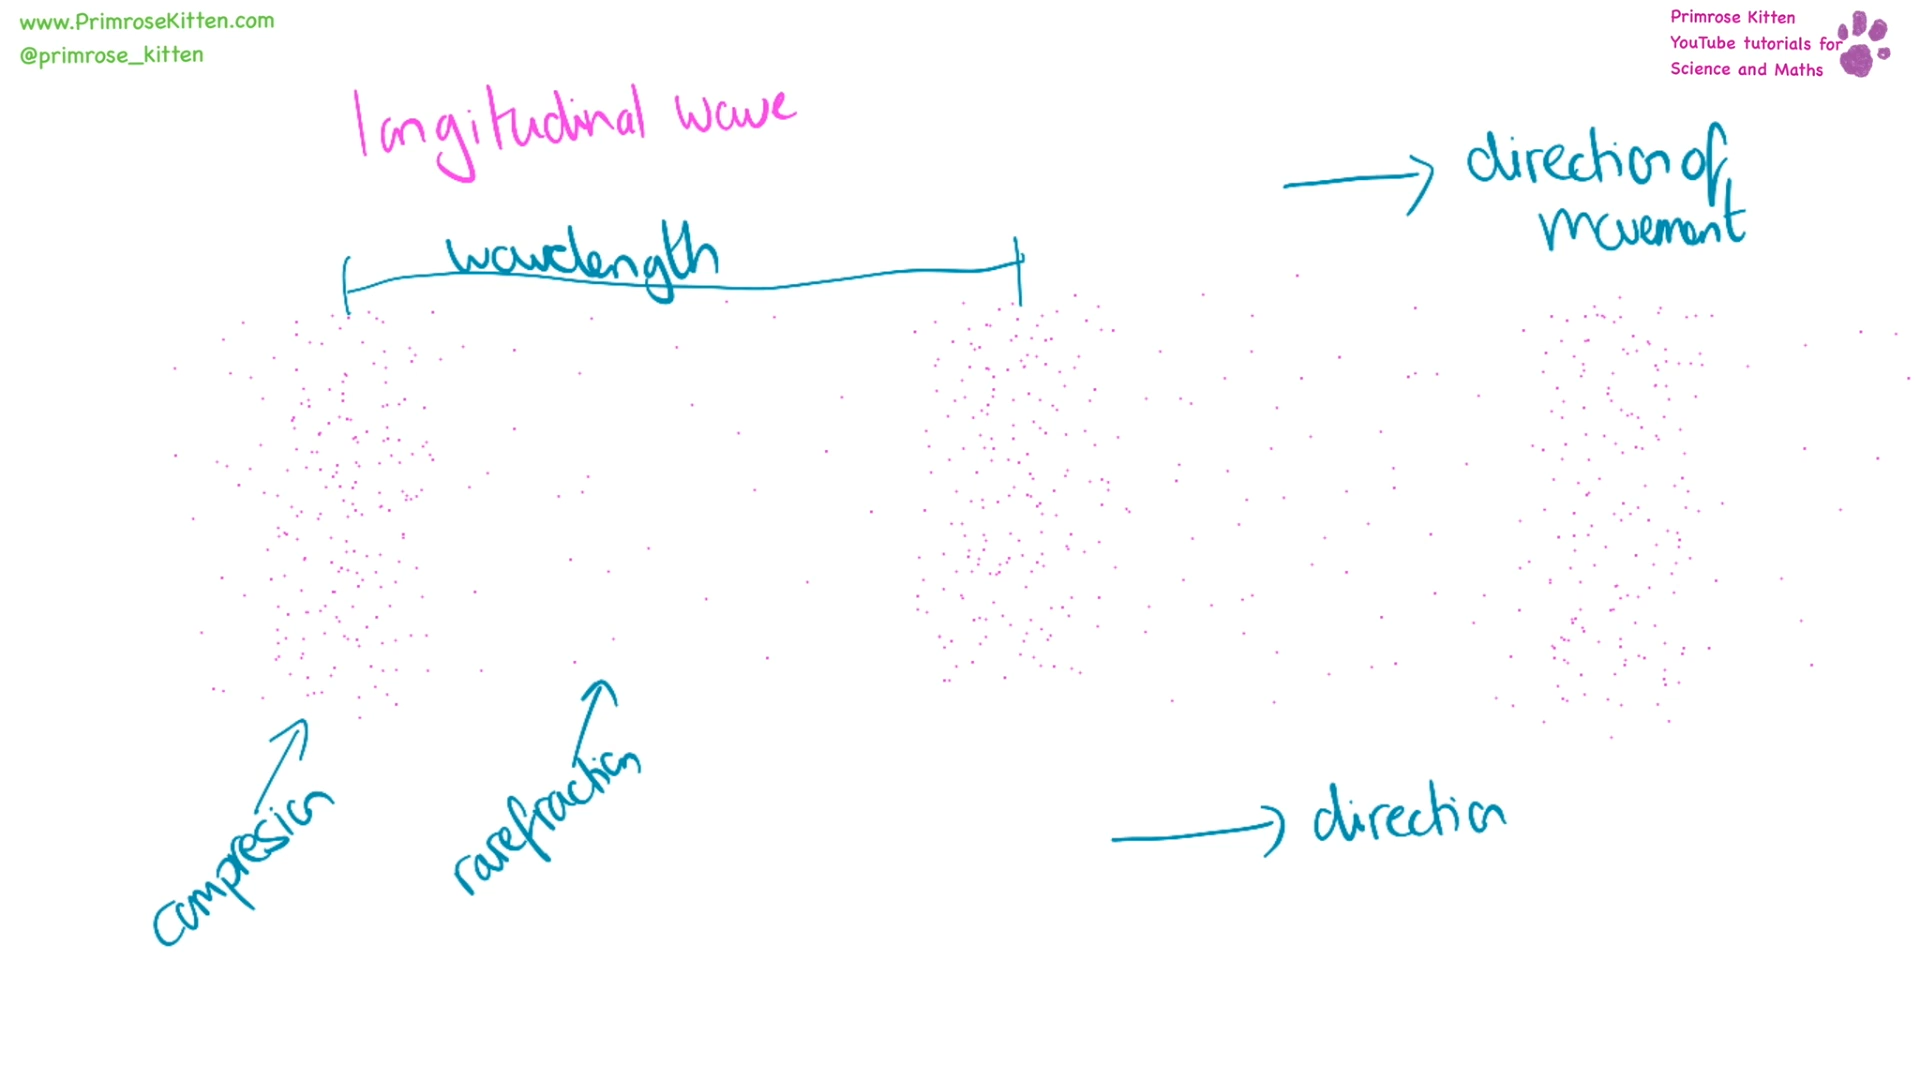 www.PrimroseKitten.com
@primrose_kitten
Primrose Kitten
YouTube tutorials for
Science and Maths
longitudinal wave
direction of
movement
wavelength
compresion
rarefraction
direction